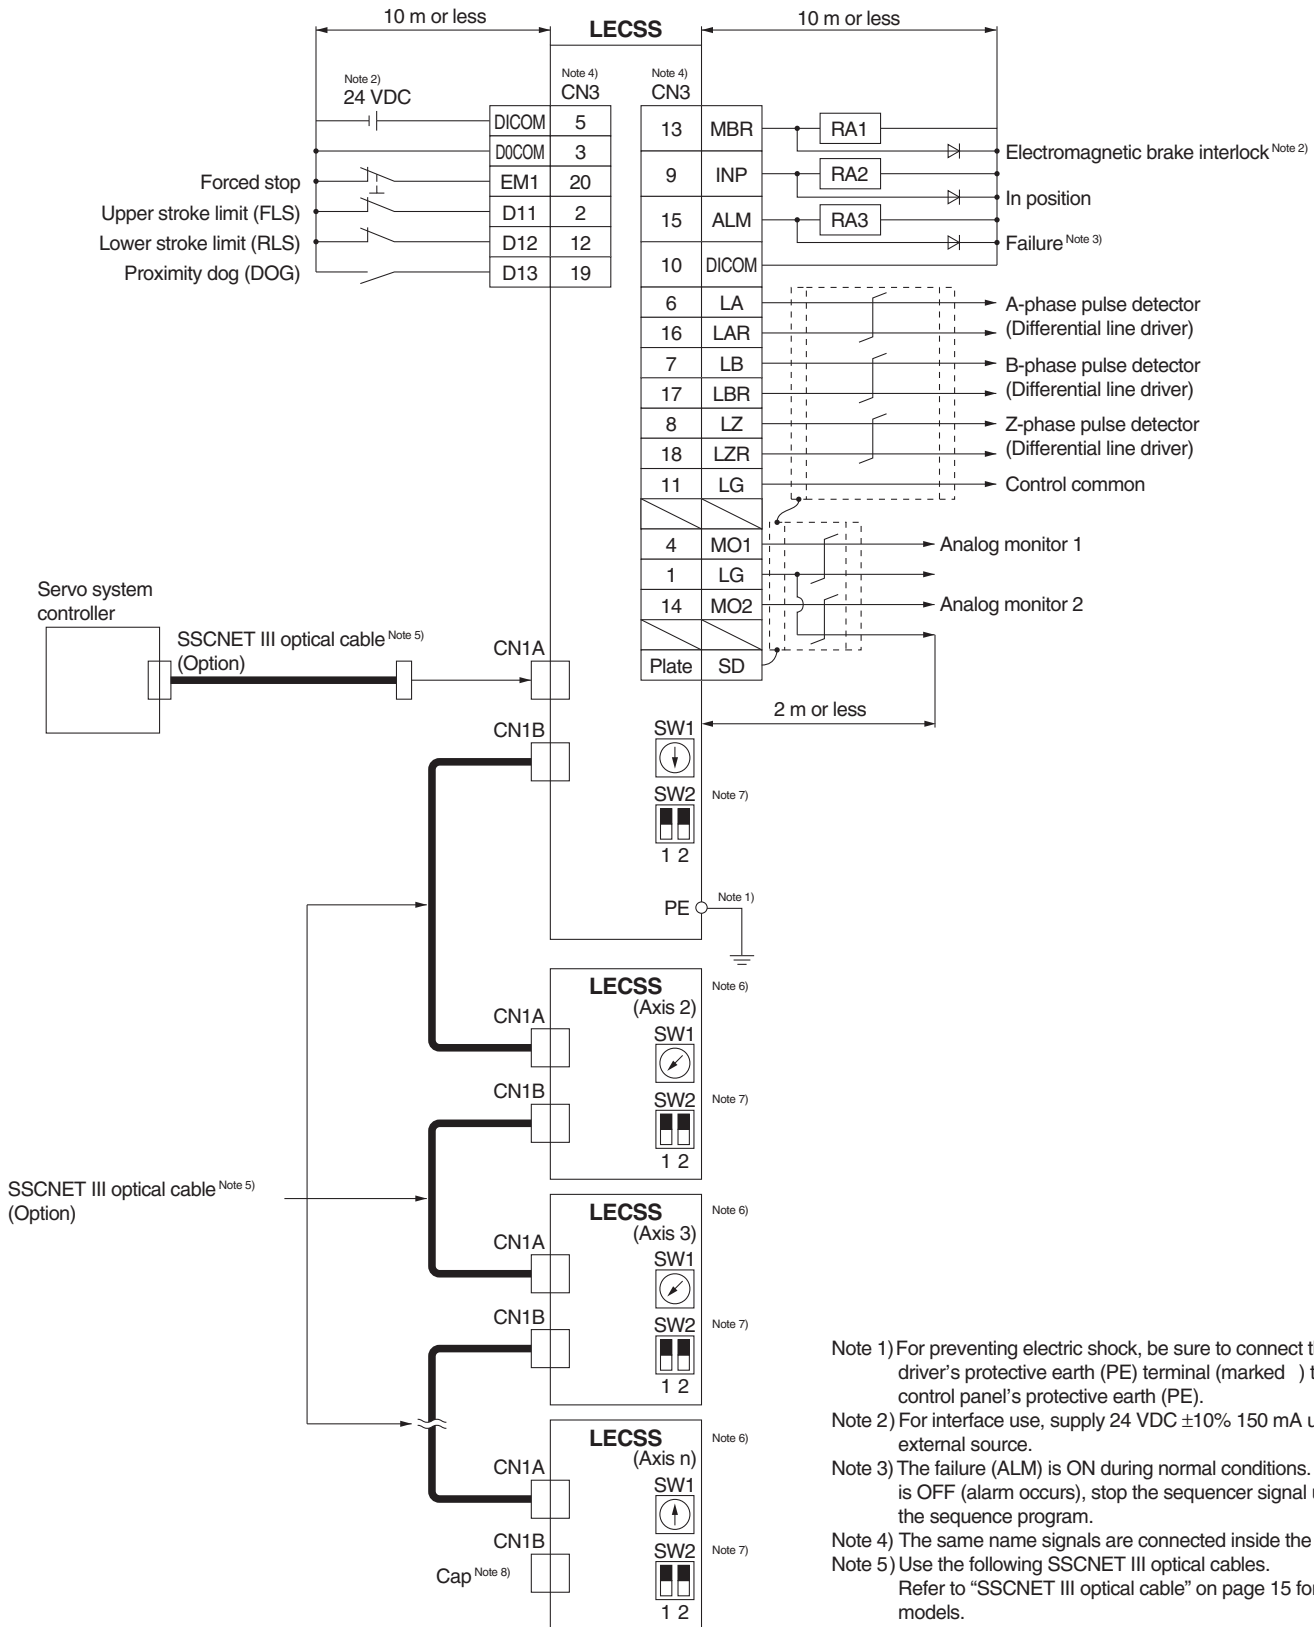 10 m or less
LECSS
10 m or less
Note 2)
24 VDC
Note 4)
CN3
Note 4)
CN3
DICOM 5
D0COM 3
Forced stop EM1 20
Upper stroke limit (FLS) D11 2
Lower stroke limit (RLS) D12 12
Proximity dog (DOG) D13 19
13 MBR RA1
Electromagnetic brake interlock Note 2)
9 INP RA2
In position
15 ALM RA3
Failure Note 3)
10 DICOM
6 LA A-phase pulse detector
16 LAR (Differential line driver)
7 LB B-phase pulse detector
17 LBR (Differential line driver)
8 LZ Z-phase pulse detector
18 LZR (Differential line driver)
11 LG Control common
4 MO1 Analog monitor 1
1 LG
14 MO2 Analog monitor 2
Plate SD
2 m or less
Servo system
controller
SSCNET III optical cable Note 5)
(Option)
CN1A
CN1B
SW1
SW2 Note 7)
1 2
PE Note 1)
LECSS Note 6)
(Axis 2)
CN1A
SW1
CN1B
SW2 Note 7)
1 2
SSCNET III optical cable Note 5)
(Option)
LECSS Note 6)
(Axis 3)
CN1A
SW1
CN1B
SW2 Note 7)
1 2
LECSS Note 6)
(Axis n)
CN1A
SW1
CN1B
Cap Note 8)
SW2 Note 7)
1 2
Note 1) For preventing electric shock, be sure to connect
driver's protective earth (PE) terminal (marked )
control panel's protective earth (PE).
Note 2) For interface use, supply 24 VDC ±10% 150 mA
external source.
Note 3) The failure (ALM) is ON during normal conditions.
is OFF (alarm occurs), stop the sequencer signal
the sequence program.
Note 4) The same name signals are connected inside the
Note 5) Use the following SSCNET III optical cables.
Refer to "SSCNET III optical cable" on page 15 for
models.